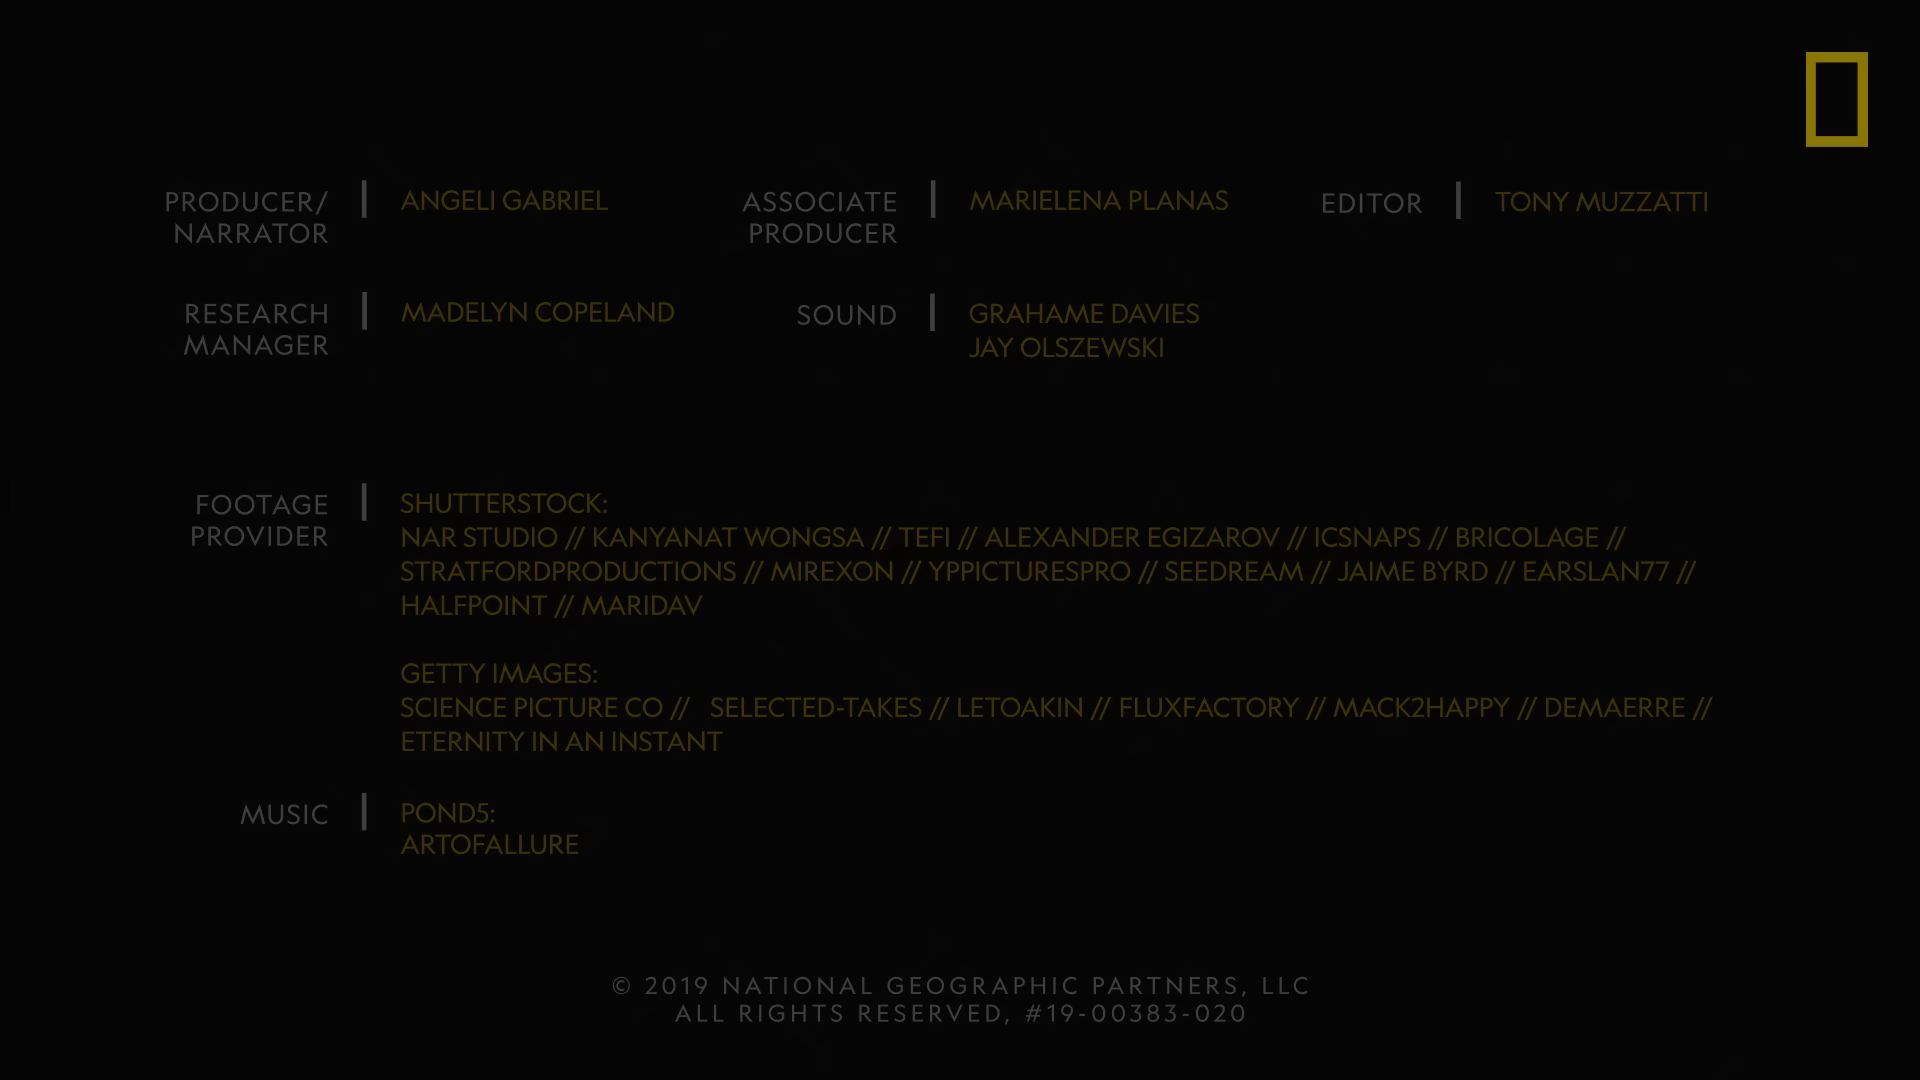 PRODUCER/
NARRATOR
ANGELI GABRIEL
ASSOCIATE
PRODUCER
MARIELENA PLANAS
EDITOR
TONY MUZZATTI
RESEARCH
MANAGER
MADELYN COPELAND
SOUND
GRAHAME DAVIES
JAY OLSZEWSKI
FOOTAGE
PROVIDER
SHUTTERSTOCK:
NAR STUDIO // KANYANAT WONGSA // TEFI // ALEXANDER EGIZAROV // ICSNAPS // BRICOLAGE //
STRATFORDPRODUCTIONS // MIREXON // YPPICTURESPRO // SEEDREAM // JAIME BYRD // EARSLAN77 //
HALFPOINT // MARIDAV
GETTY IMAGES:
SCIENCE PICTURE CO // SELECTED-TAKES // LETOAKIN // FLUXFACTORY // MACK2HAPPY // DEMAERRE //
ETERNITY IN AN INSTANT
MUSIC
POND5:
ARTOFALLURE
© 2019 NATIONAL GEOGRAPHIC PARTNERS, LLC
ALL RIGHTS RESERVED, #19-00383-020